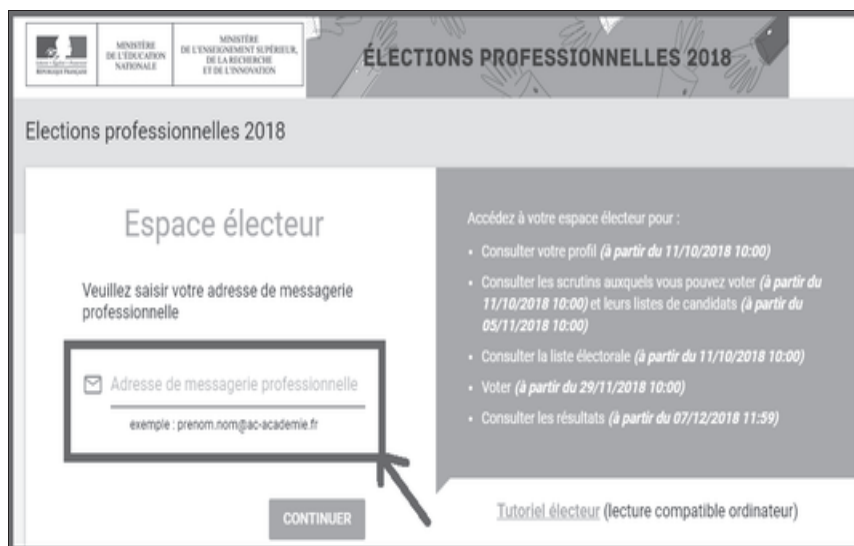 MINISTÈRE
DE L'ÉDUCATION
NATIONALE
MINISTÈRE
DE L'ENSEIGNEMENT SUPÉRIEUR,
DE LA RECHERCHE
ET DE L'INNOVATION
ÉLECTIONS PROFESSIONNELLES 2018
Elections professionnelles 2018
Espace électeur
Veuillez saisir votre adresse de messagerie
professionnelle
Adresse de messagerie professionnelle
exemple : prenom.nom@ac-academie.fr
CONTINUER
Accédez à votre espace électeur pour :
• Consulter votre profil (à partir du 11/10/2018 10:00)
• Consulter les scrutins auxquels vous pouvez voter (à partir du
11/10/2018 10:00) et leurs listes de candidats (à partir du
05/11/2018 10:00)
• Consulter la liste électorale (à partir du 11/10/2018 10:00)
• Voter (à partir du 29/11/2018 10:00)
• Consulter les résultats (à partir du 07/12/2018 11:59)
Tutoriel électeur (lecture compatible ordinateur)